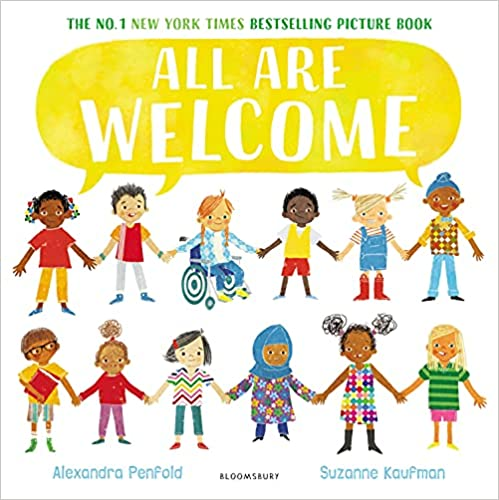 THE NO.1 NEW YORK TIMES BESTSELLING PICTURE BOOK
ALL ARE
WELCOME
Alexandra Penfold
BLOOMSBURY
Suzanne Kaufman